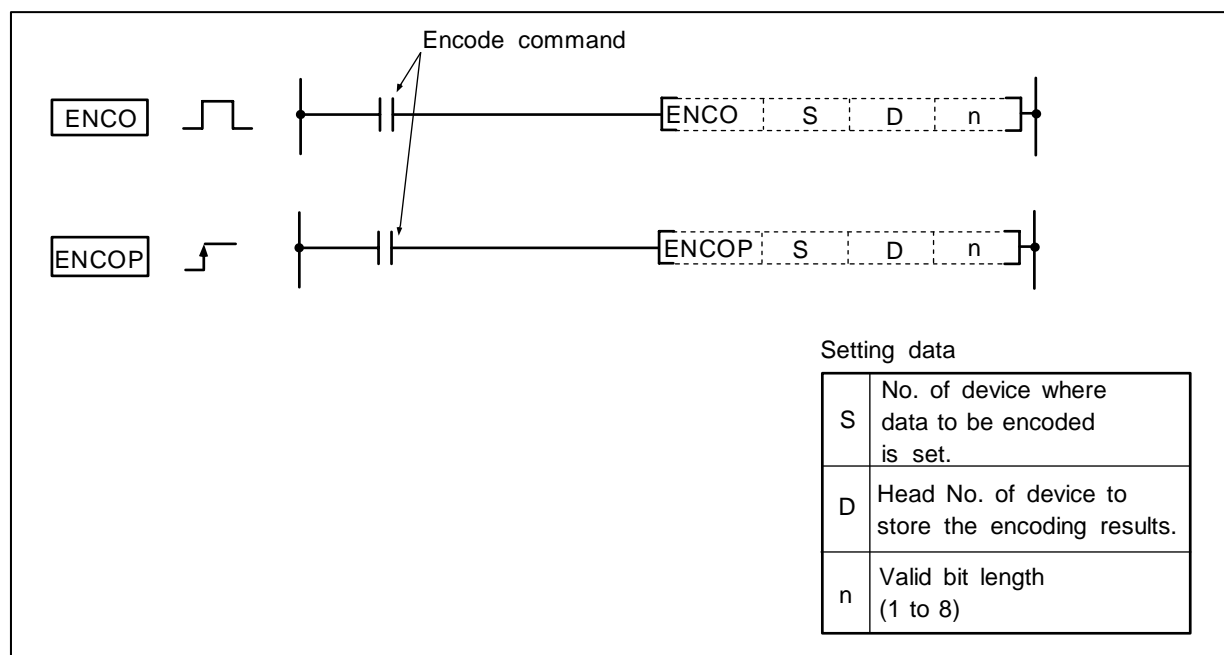 Encode command
ENCO
ENCO S D n
ENCOP
ENCOP S D n
Setting data
S
No. of device where
data to be encoded
is set.
D
Head No. of device to
store the encoding results.
n
Valid bit length
(1 to 8)